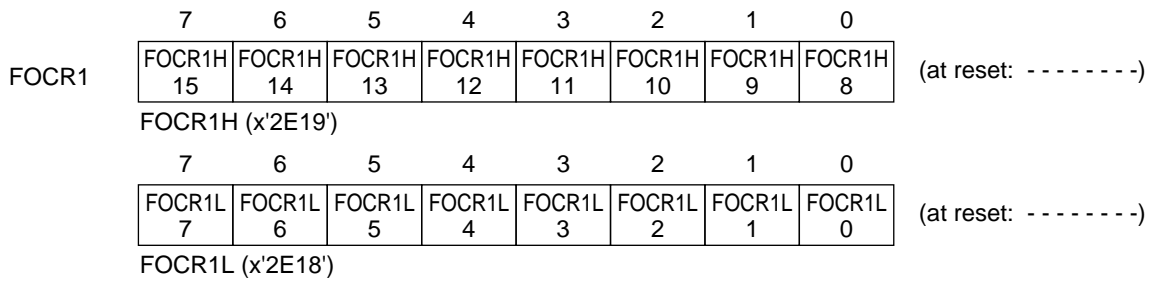 7 6 5 4 3 2 1 0
FOCR1 FOCR1H FOCR1H FOCR1H FOCR1H FOCR1H FOCR1H FOCR1H FOCR1H (at reset: - - - - - - - -)
15 14 13 12 11 10 9 8
FOCR1H (x'2E19')
7 6 5 4 3 2 1 0
FOCR1L FOCR1L FOCR1L FOCR1L FOCR1L FOCR1L FOCR1L FOCR1L (at reset: - - - - - - - -)
7 6 5 4 3 2 1 0
FOCR1L (x'2E18')